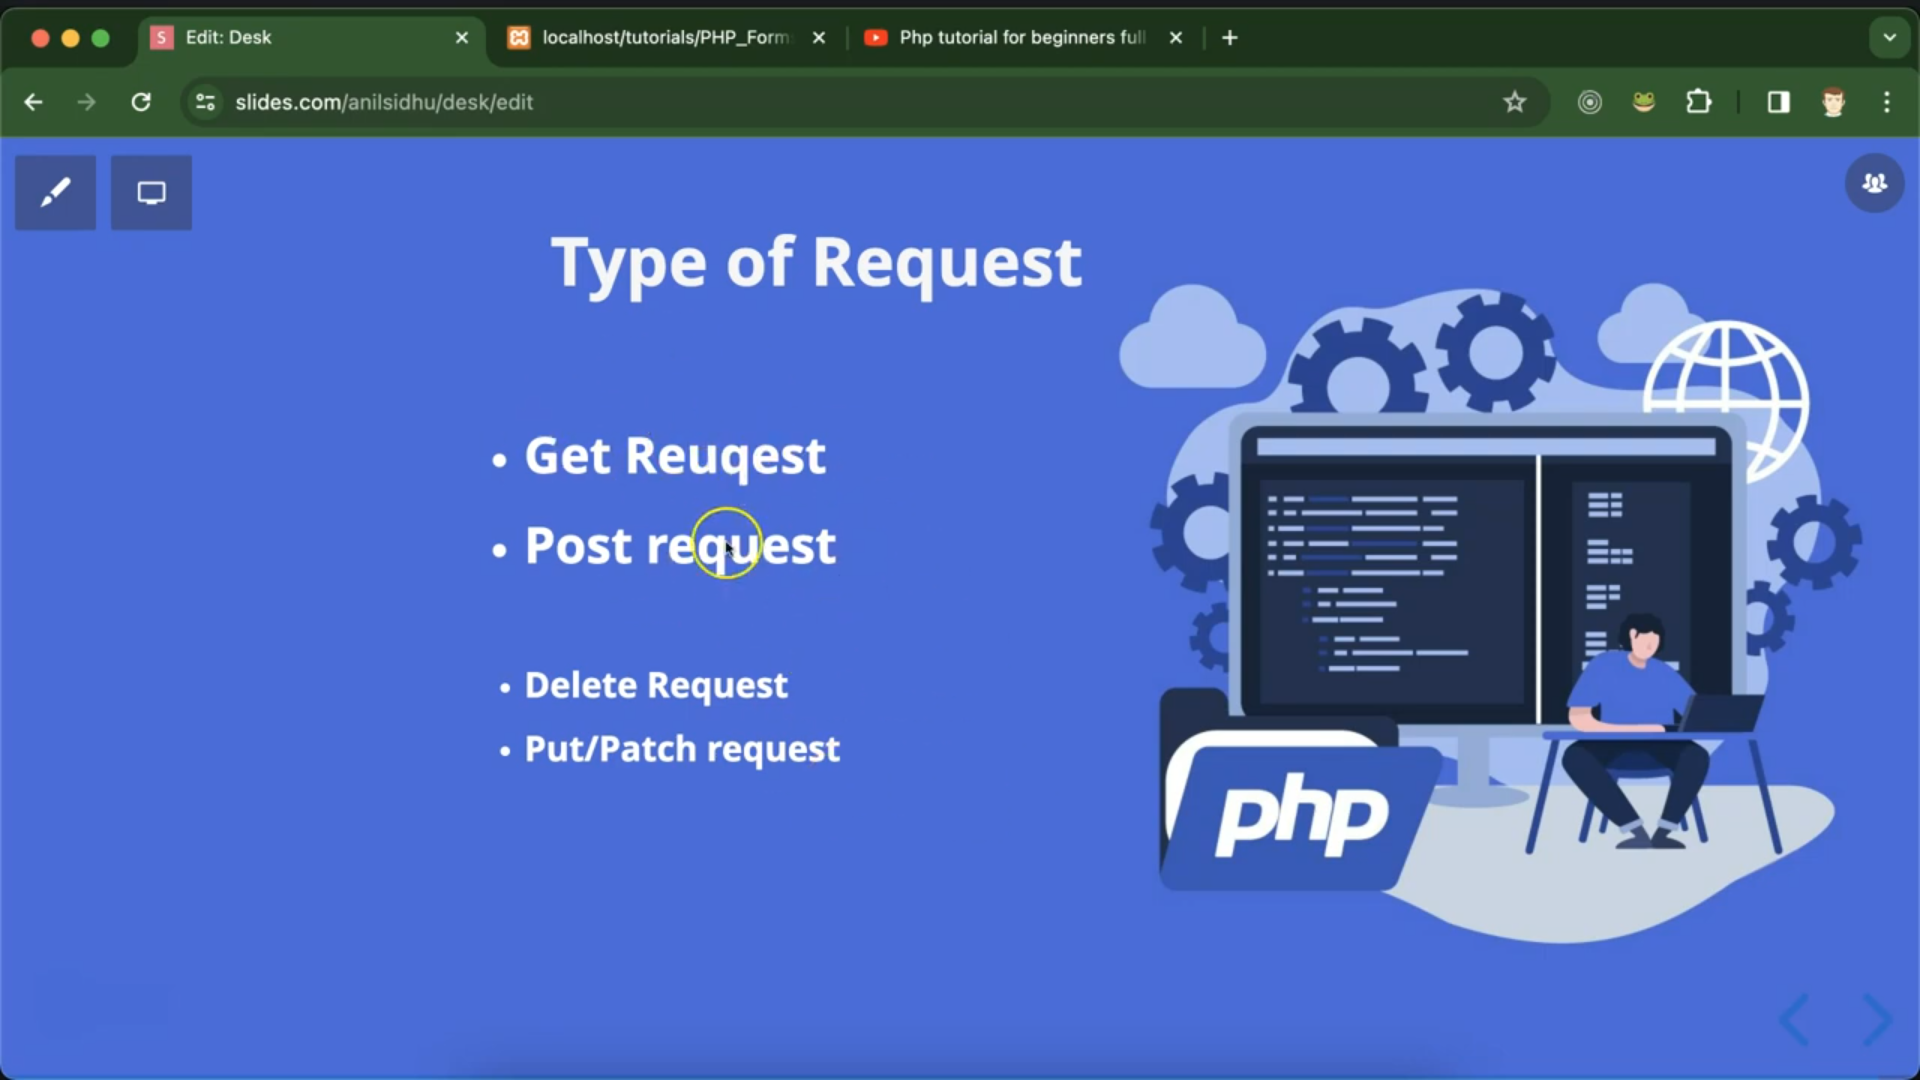 S Edit: Desk
localhost/tutorials/PHP_Form
Php tutorial for beginners full
slides.com/anilsidhu/desk/edit
Type of Request
• Get Reuqest
• Post request
• Delete Request
• Put/Patch request
php